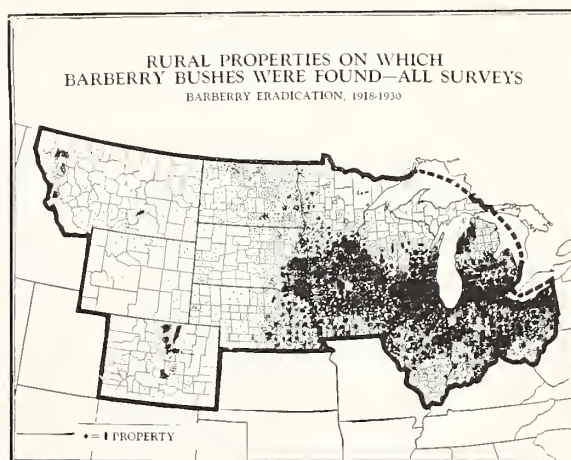 RURAL PROPERTIES ON WHICH
BARBERRY BUSHES WERE FOUND—ALL SURVEYS
BARBERRY ERADICATION, 1918-1930
• = 1 PROPERTY